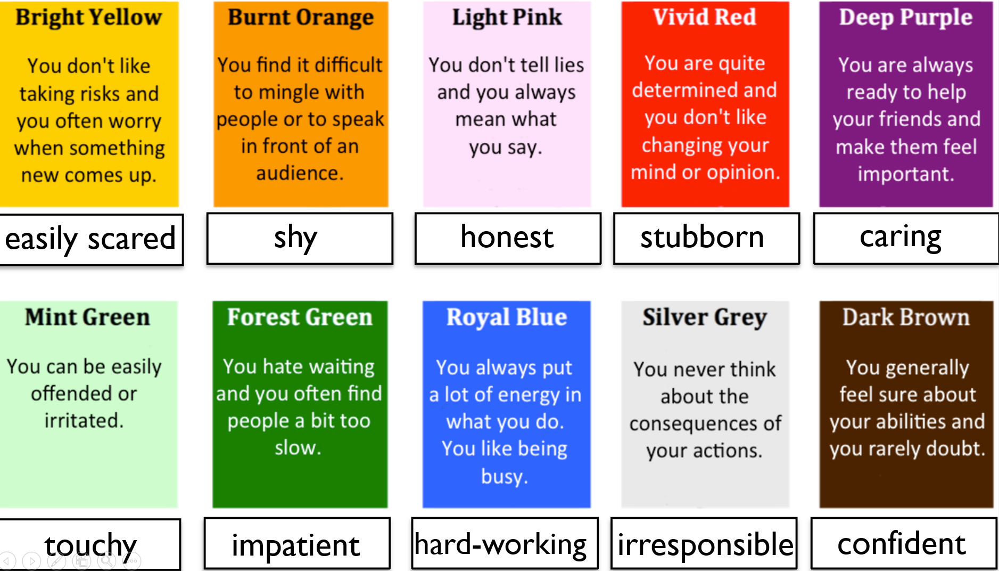 Bright Yellow
You don't like
taking risks and
you often worry
when something
new comes up.
easily scared
Burnt Orange
You find it difficult
to mingle with
people or to speak
in front of an
audience.
shy
Light Pink
You don't tell lies
and you always
mean what
you say.
honest
Vivid Red
You are quite
determined and
you don't like
changing your
mind or opinion.
stubborn
Deep Purple
You are always
ready to help
your friends and
make them feel
important.
caring
Mint Green
You can be easily
offended or
irritated.
touchy
Forest Green
You hate waiting
and you often find
people a bit too
slow.
impatient
Royal Blue
You always put
a lot of energy in
what you do.
You like being
busy.
hard-working
Silver Grey
You never think
about the
consequences of
your actions.
irresponsible
Dark Brown
You generally
feel sure about
your abilities and
you rarely doubt.
confident